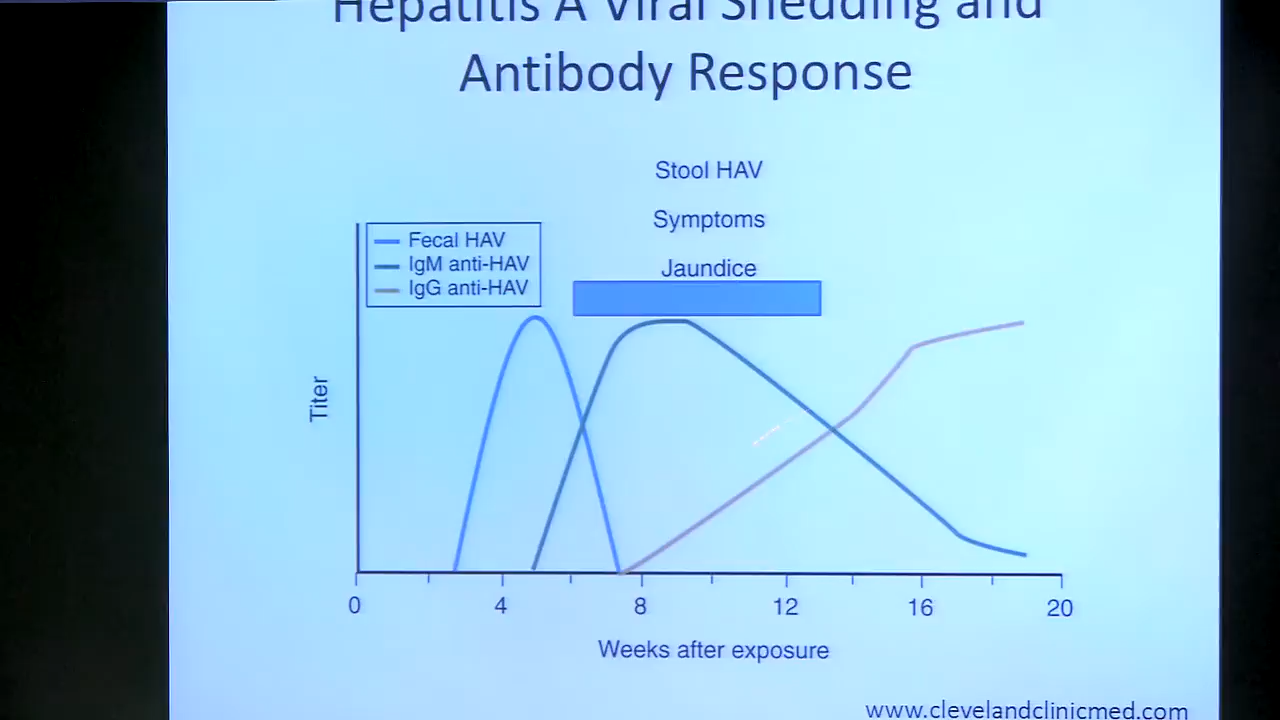 Hepatitis A Viral Shedding and
Antibody Response
Stool HAV
Symptoms
Jaundice
Fecal HAV
IgM anti-HAV
IgG anti-HAV
Titer
0 4 8 12 16 20
Weeks after exposure
www.clevelandclinicmed.com